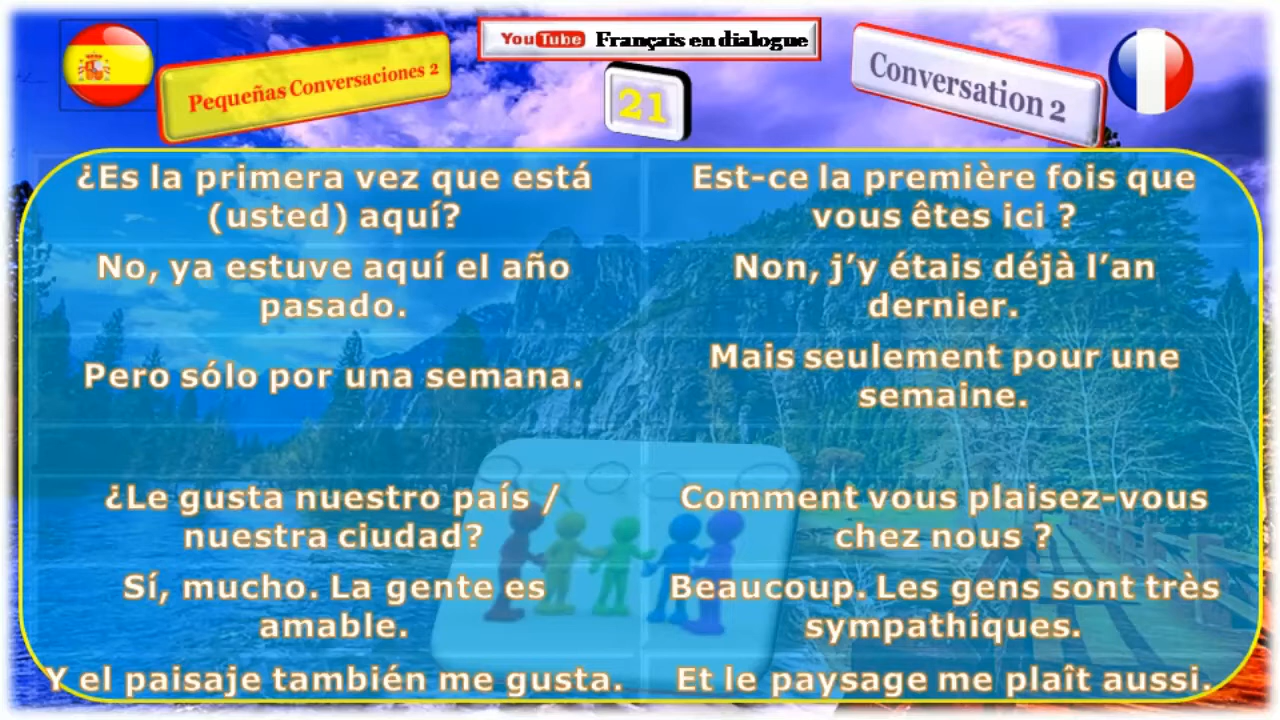 YouTube Français en dialogue
Pequeñas Conversaciones 2
21
Conversation 2
¿Es la primera vez que está
(usted) aquí?
Est-ce la première fois que
vous êtes ici ?
No, ya estuve aquí el año
pasado.
Non, j’y étais déjà l’an
dernier.
Pero sólo por una semana.
Mais seulement pour une
semaine.
¿Le gusta nuestro país /
nuestra ciudad?
Comment vous plaisez-vous
chez nous ?
Sí, mucho. La gente es
amable.
Beaucoup. Les gens sont très
sympathiques.
Y el paisaje también me gusta.
Et le paysage me plaît aussi.